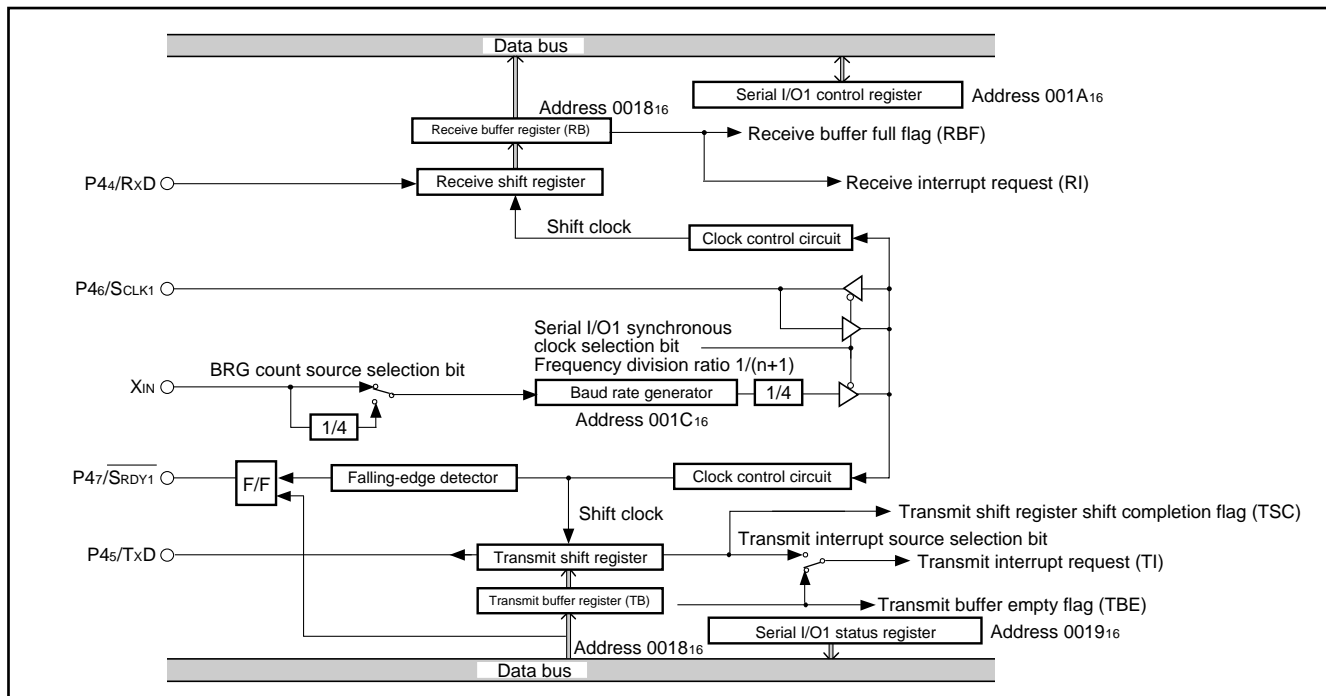 Data bus
Serial I/O1 control register
Address 001A16
Address 001816
Receive buffer register (RB)
Receive buffer full flag (RBF)
P44/RxD
Receive shift register
Receive interrupt request (RI)
Shift clock
Clock control circuit
P46/SCLK1
Serial I/O1 synchronous
clock selection bit
BRG count source selection bit
Frequency division ratio 1/(n+1)
XIN
Baud rate generator
1/4
1/4
Address 001C16
P47/SRDY1
F/F
Falling-edge detector
Clock control circuit
Shift clock
Transmit shift register shift completion flag (TSC)
Transmit interrupt source selection bit
P45/TxD
Transmit shift register
Transmit interrupt request (TI)
Transmit buffer register (TB)
Transmit buffer empty flag (TBE)
Address 001816
Serial I/O1 status register
Address 001916
Data bus